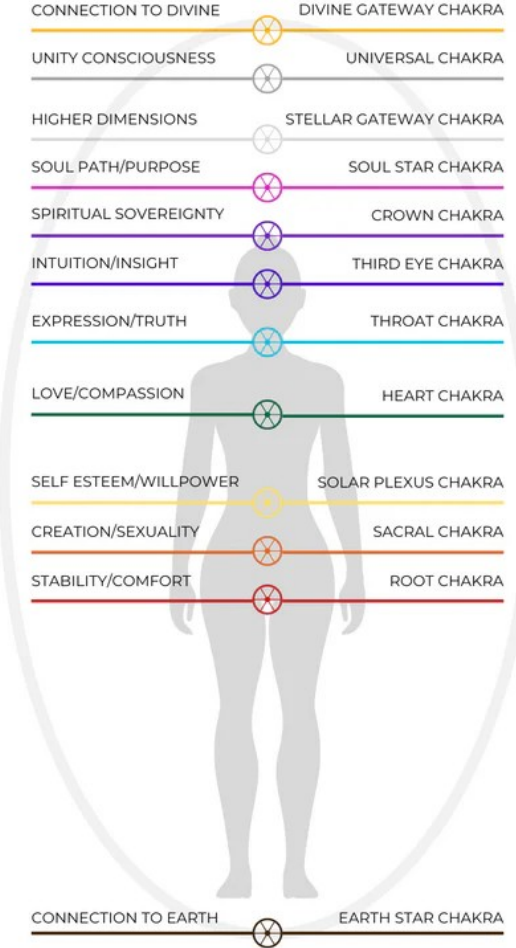 CONNECTION TO DIVINE DIVINE GATEWAY CHAKRA
UNITY CONSCIOUSNESS UNIVERSAL CHAKRA
HIGHER DIMENSIONS STELLAR GATEWAY CHAKRA
SOUL PATH/PURPOSE SOUL STAR CHAKRA
SPIRITUAL SOVEREIGNTY CROWN CHAKRA
INTUITION/INSIGHT THIRD EYE CHAKRA
EXPRESSION/TRUTH THROAT CHAKRA
LOVE/COMPASSION HEART CHAKRA
SELF ESTEEM/WILLPOWER SOLAR PLEXUS CHAKRA
CREATION/SEXUALITY SACRAL CHAKRA
STABILITY/COMFORT ROOT CHAKRA
CONNECTION TO EARTH EARTH STAR CHAKRA